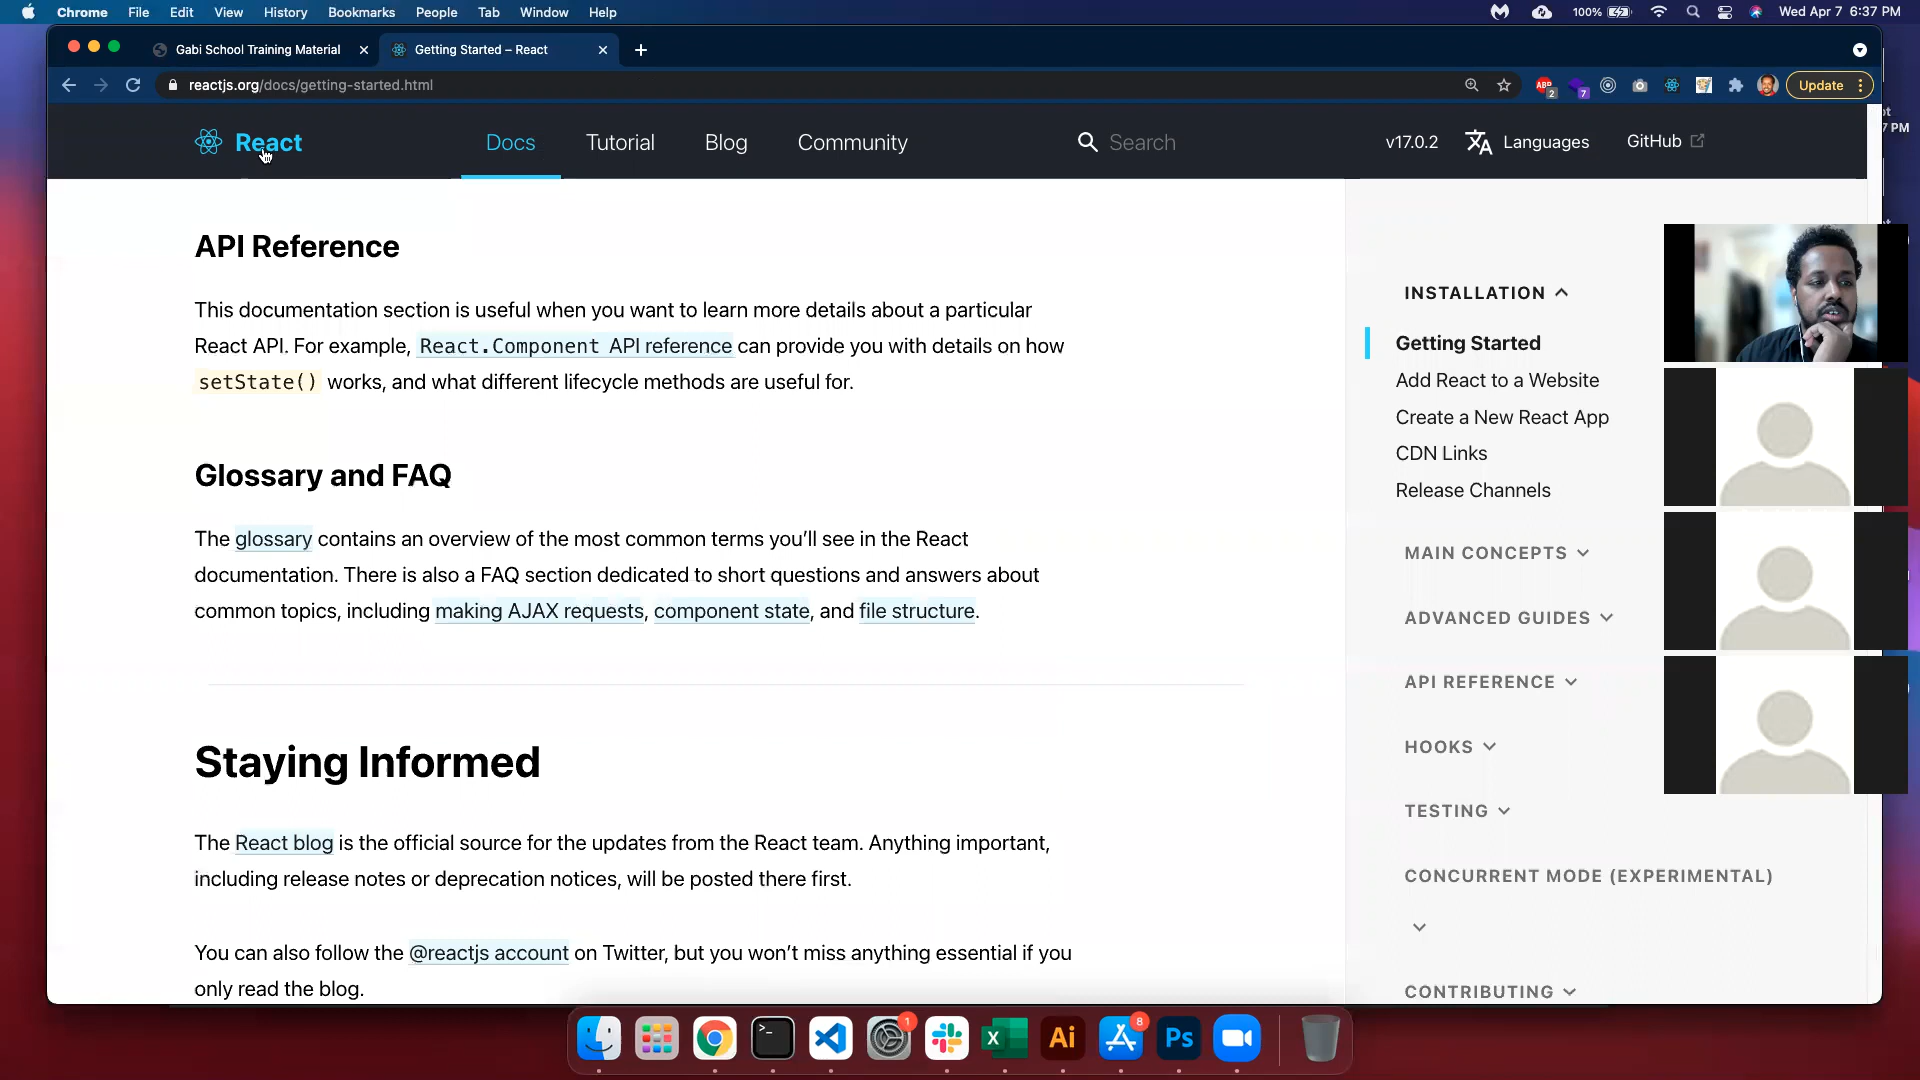 Chrome File Edit View History Bookmarks People Tab Window Help
100% Wed Apr 7 6:37 PM
Gabi School Training Material
Getting Started – React
reactjs.org/docs/getting-started.html
ABP 2 7 Update
7 PM
React Docs Tutorial Blog Community Search v17.0.2 Languages GitHub
API Reference
This documentation section is useful when you want to learn more details about a particular
React API. For example, React.Component API reference can provide you with details on how
setState() works, and what different lifecycle methods are useful for.
Glossary and FAQ
The glossary contains an overview of the most common terms you’ll see in the React
documentation. There is also a FAQ section dedicated to short questions and answers about
common topics, including making AJAX requests, component state, and file structure.
Staying Informed
The React blog is the official source for the updates from the React team. Anything important,
including release notes or deprecation notices, will be posted there first.
You can also follow the @reactjs account on Twitter, but you won’t miss anything essential if you
only read the blog.
INSTALLATION
Getting Started
Add React to a Website
Create a New React App
CDN Links
Release Channels
MAIN CONCEPTS
ADVANCED GUIDES
API REFERENCE
HOOKS
TESTING
CONCURRENT MODE (EXPERIMENTAL)
CONTRIBUTING
1 X Ai 8 Ps